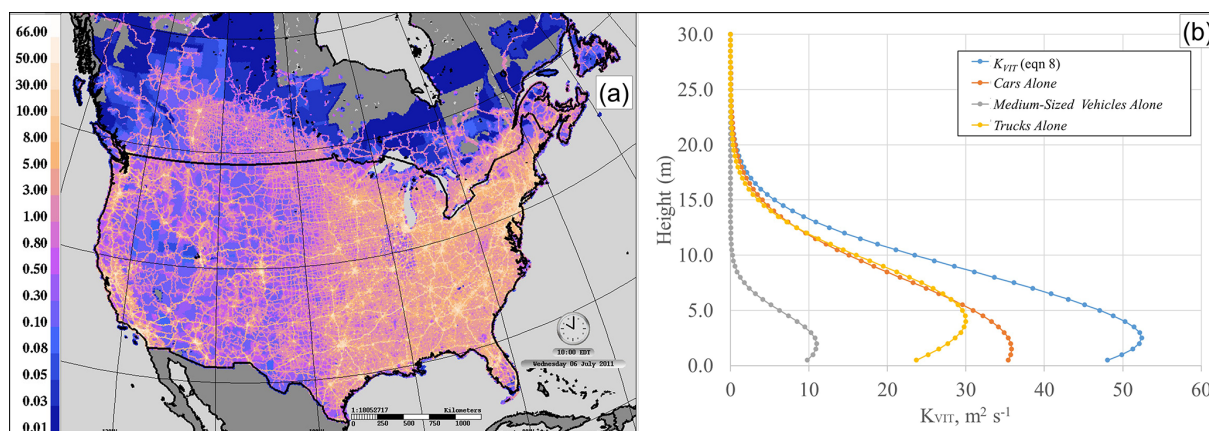 66.00
50.00
30.00
10.00
8.00
5.00
3.00
1.00
0.80
0.50
0.30
0.10
0.08
0.05
0.03
0.01
(a)
10:00 EDT
Wednesday 06 July 2011
1:18052717 Kilometers
250 500 750 1000
(b)
30.0
25.0
20.0
15.0
10.0
5.0
0.0
Height (m)
K_VIT (eqn 8)
Cars Alone
Medium-Sized Vehicles Alone
Trucks Alone
0 10 20 30 40 50 60
K_VIT, m² s⁻¹